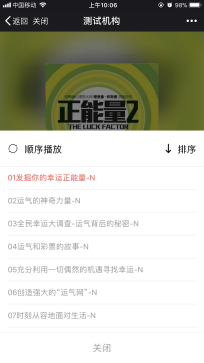 中国移动
上午10:06
98%
返回 关闭
测试机构
正能量2
THE LUCK FACTOR
顺序播放
排序
01发掘你的幸运正能量-N
02运气的神奇力量-N
03全民幸运大调查-运气背后的秘密-N
04运气和彩票的故事-N
05充分利用一切偶然的机遇寻找幸运-N
06创造强大的“运气网”-N
07时刻从容地面对生活-N
关闭